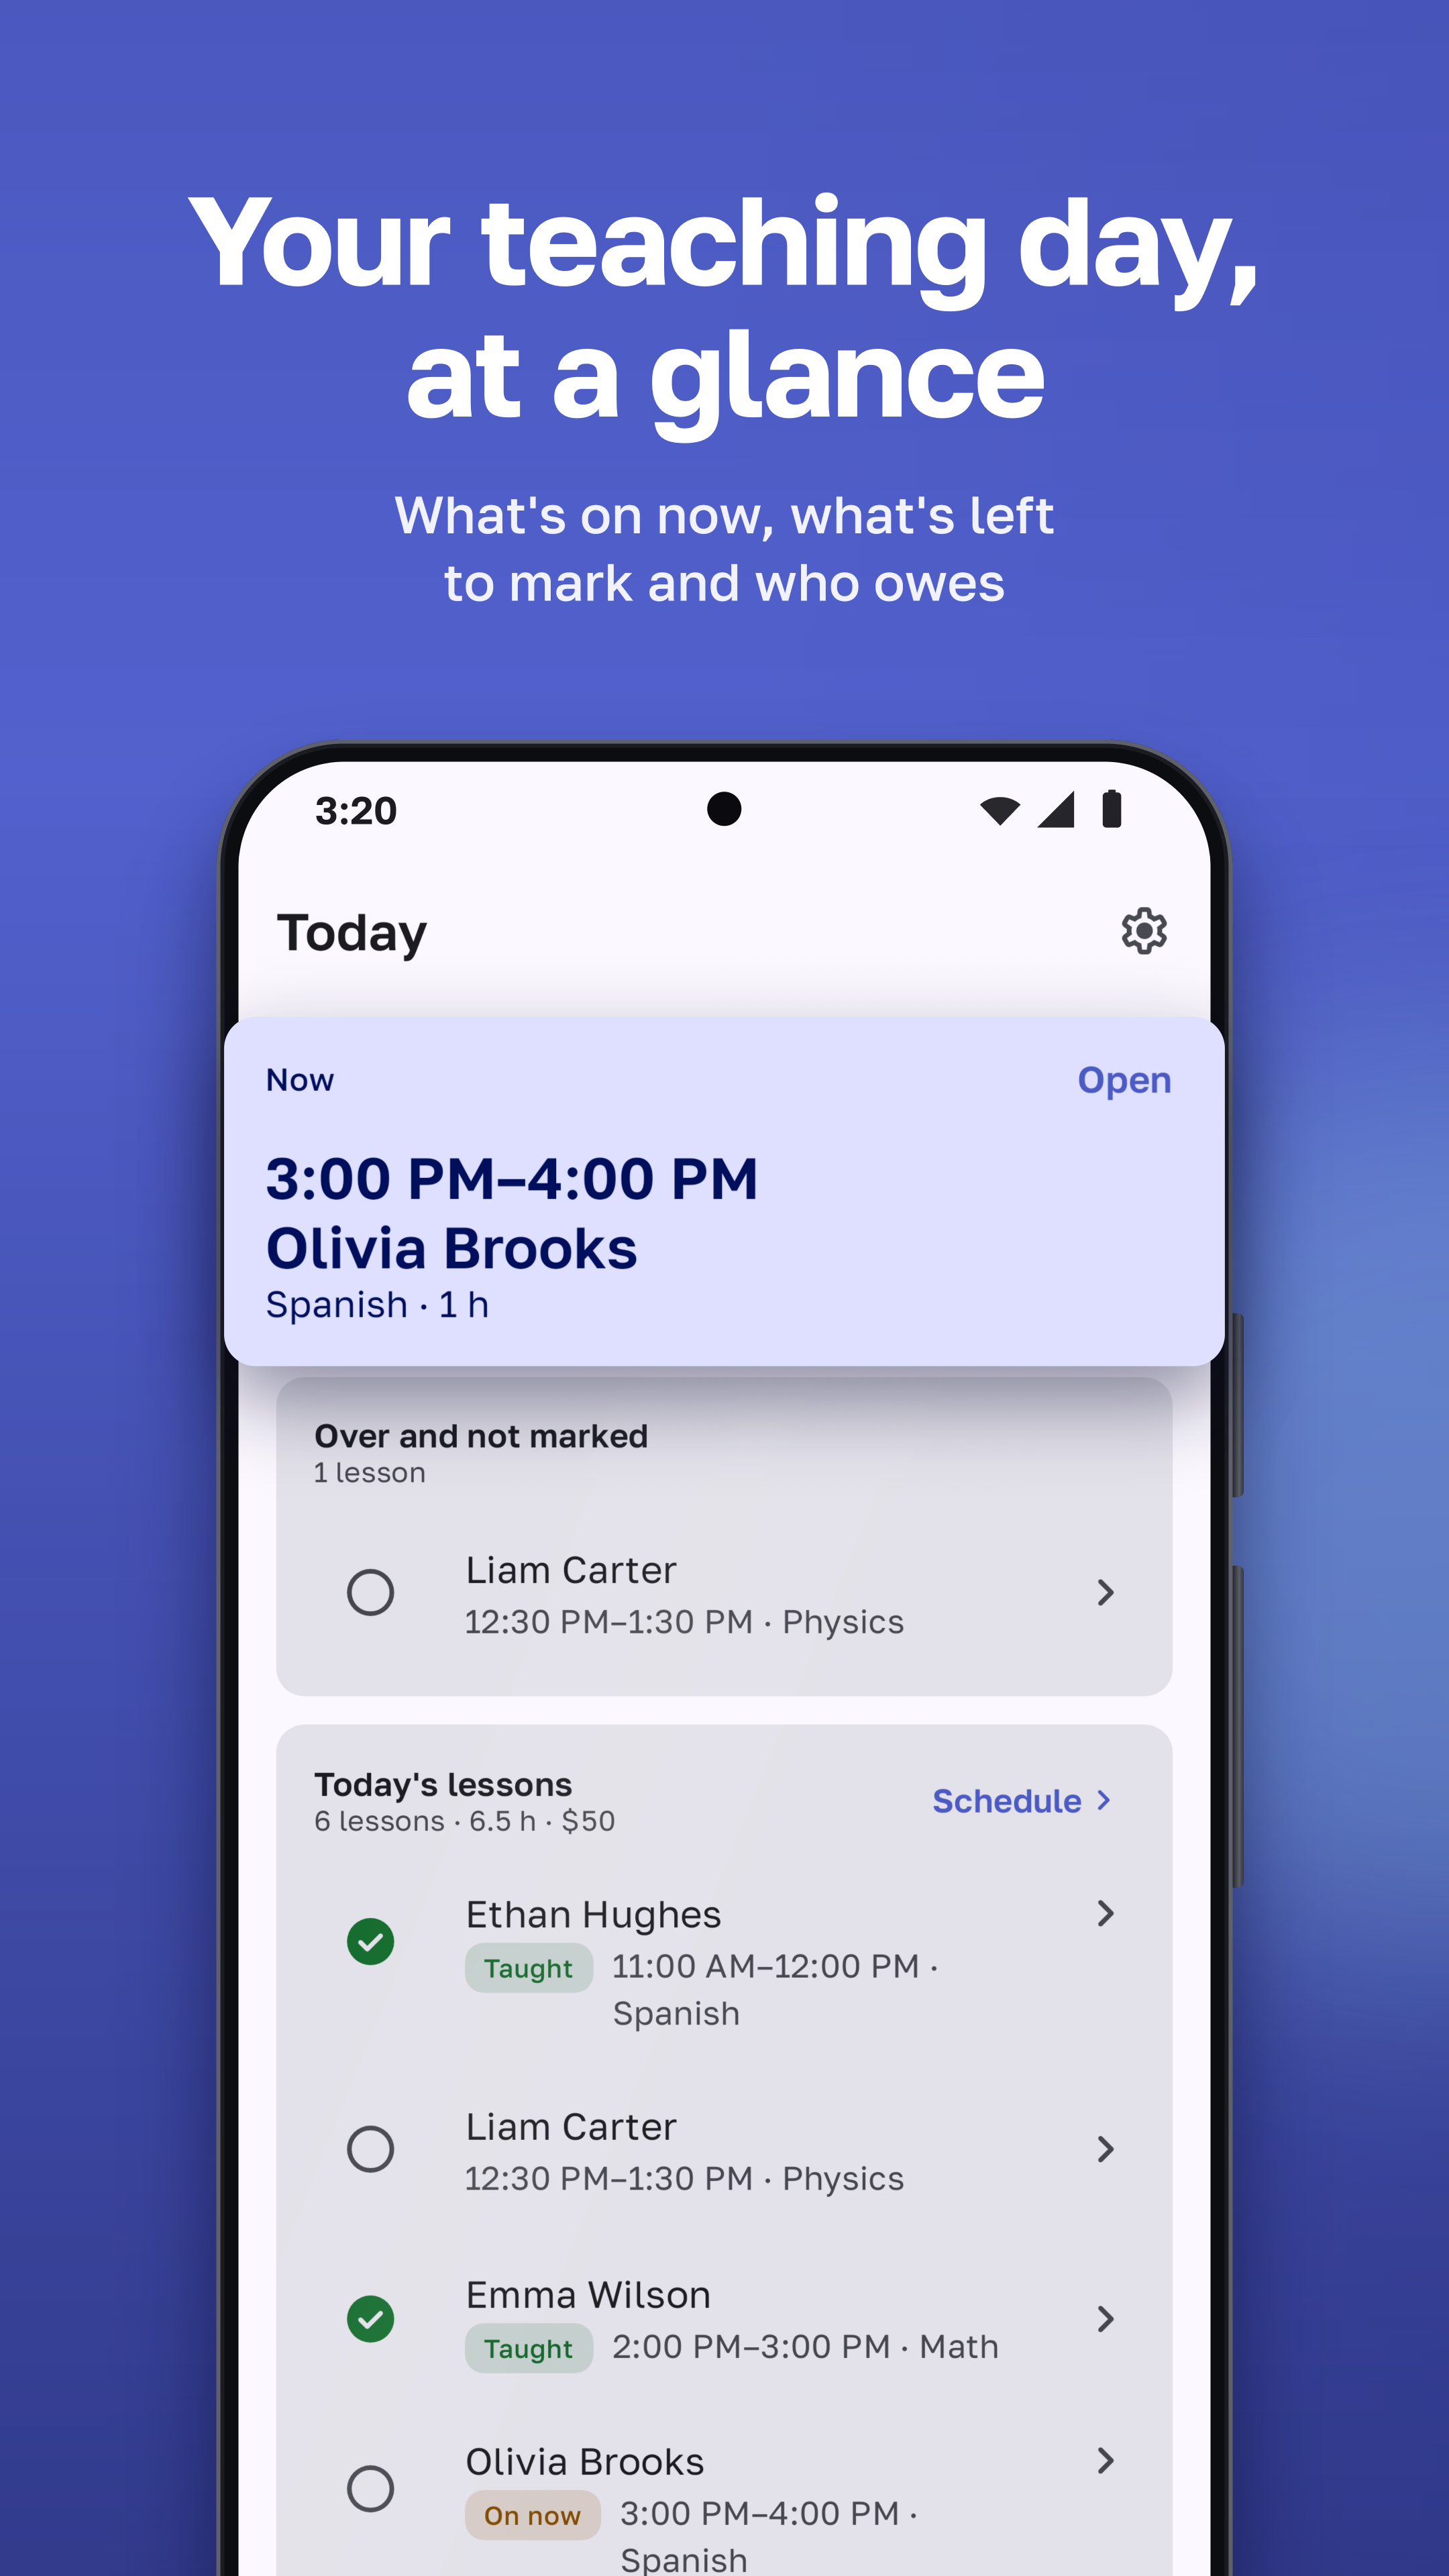 Your teaching day,
at a glance
What's on now, what's left
to mark and who owes
3:20
Today
Now
Open
3:00 PM–4:00 PM
Olivia Brooks
Spanish · 1 h
Over and not marked
1 lesson
Liam Carter
12:30 PM–1:30 PM · Physics
Today's lessons
6 lessons · 6.5 h · $50
Schedule
Ethan Hughes
Taught 11:00 AM–12:00 PM ·
Spanish
Liam Carter
12:30 PM–1:30 PM · Physics
Emma Wilson
Taught 2:00 PM–3:00 PM · Math
Olivia Brooks
On now 3:00 PM–4:00 PM ·
Spanish